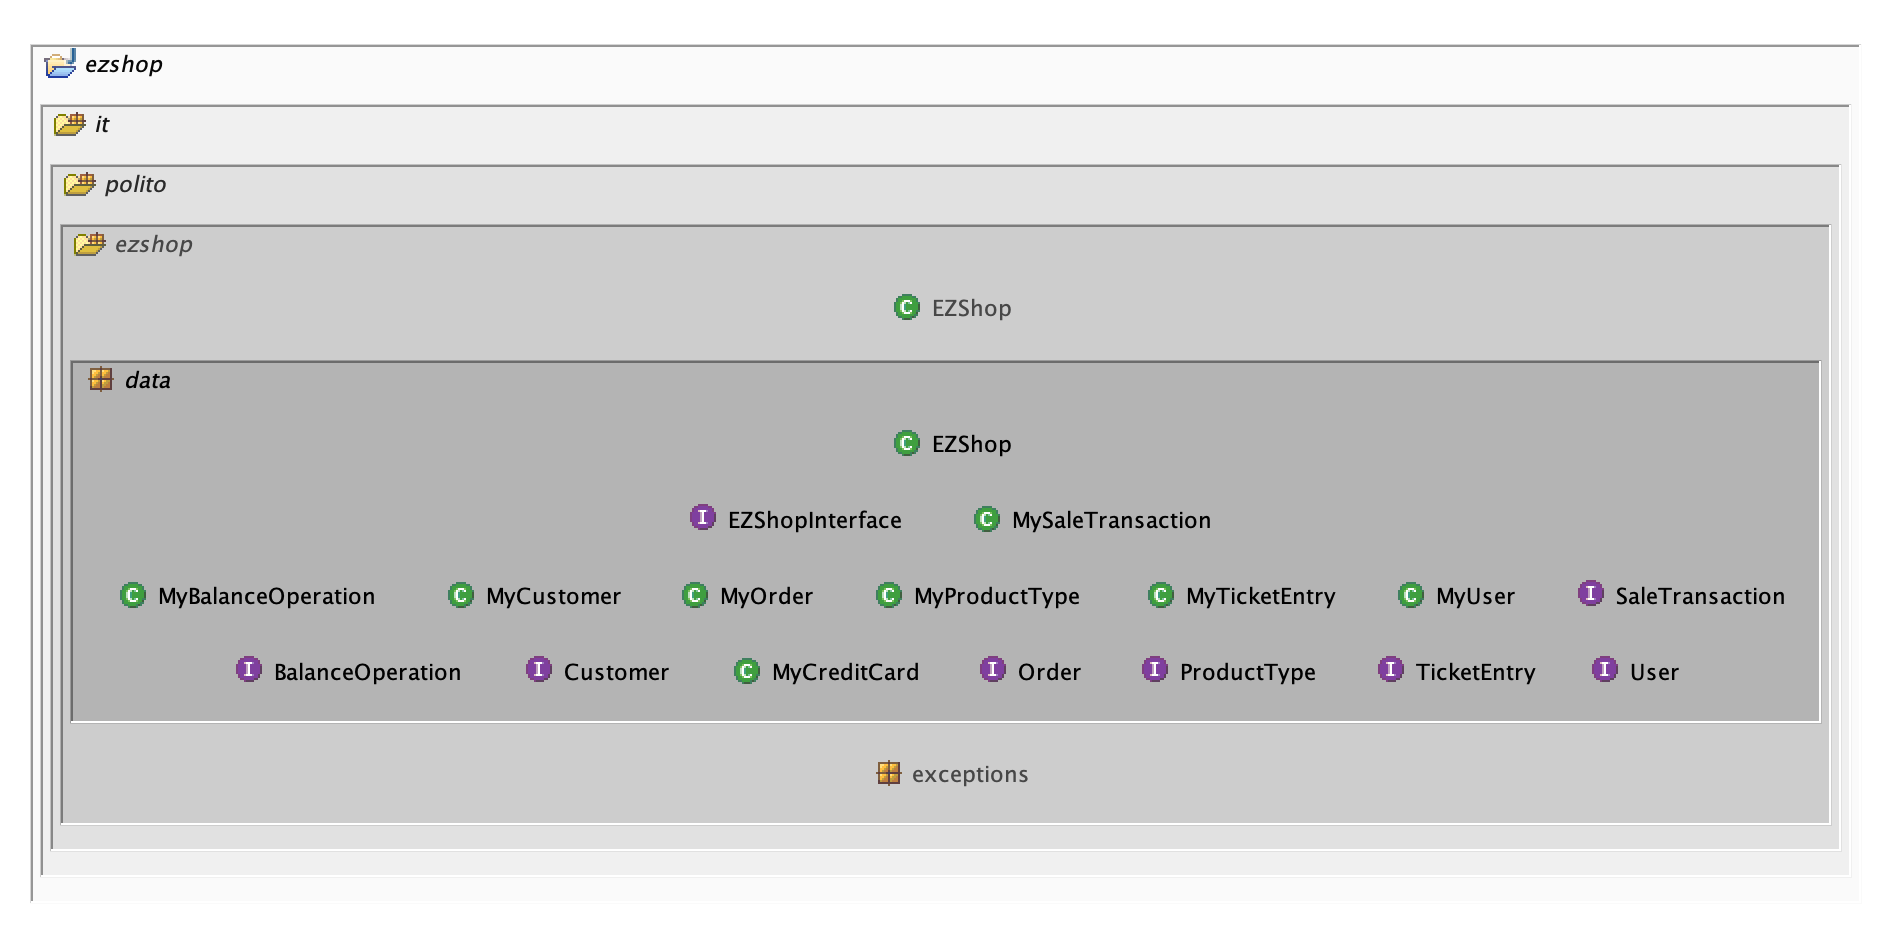 ezshop
it
polito
ezshop
EZShop
data
EZShop
EZShopInterface MySaleTransaction
MyBalanceOperation MyCustomer MyOrder MyProductType MyTicketEntry MyUser SaleTransaction
BalanceOperation Customer MyCreditCard Order ProductType TicketEntry User
exceptions